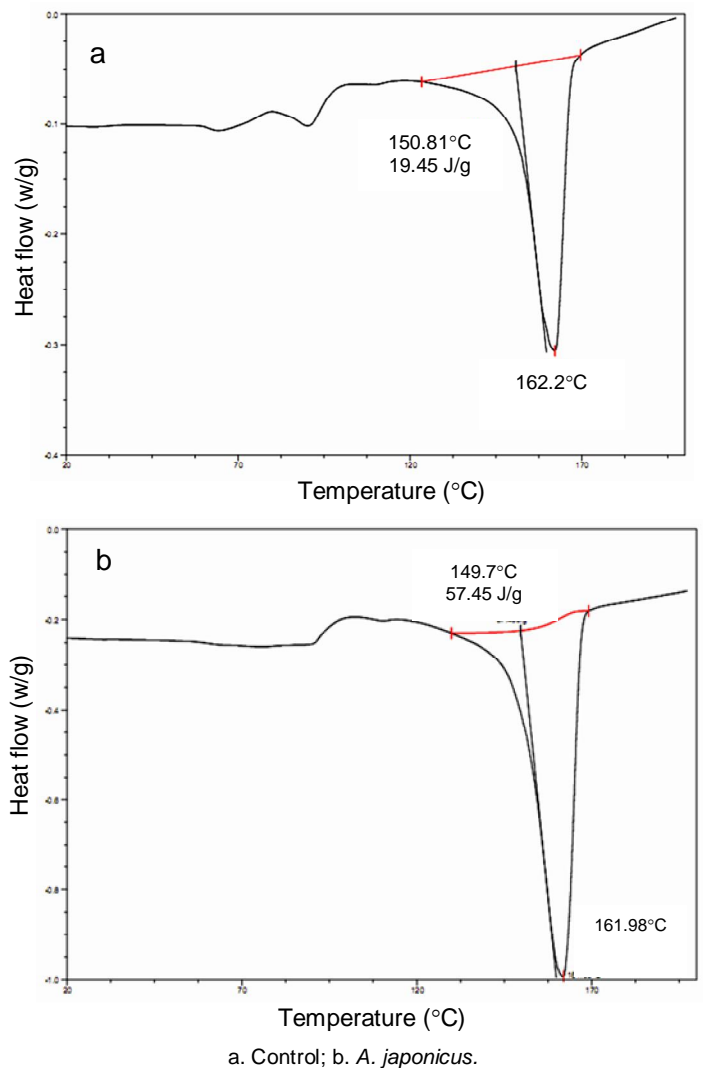 a
0.0
-0.1
-0.2
-0.3
-0.4
Heat flow (w/g)
150.81°C
19.45 J/g
162.2°C
20
70
120
170
Temperature (°C)
b
0.0
-0.2
-0.4
-0.6
-0.8
-1.0
Heat flow (w/g)
149.7°C
57.45 J/g
161.98°C
20
70
120
170
Temperature (°C)
a. Control; b. A. japonicus.